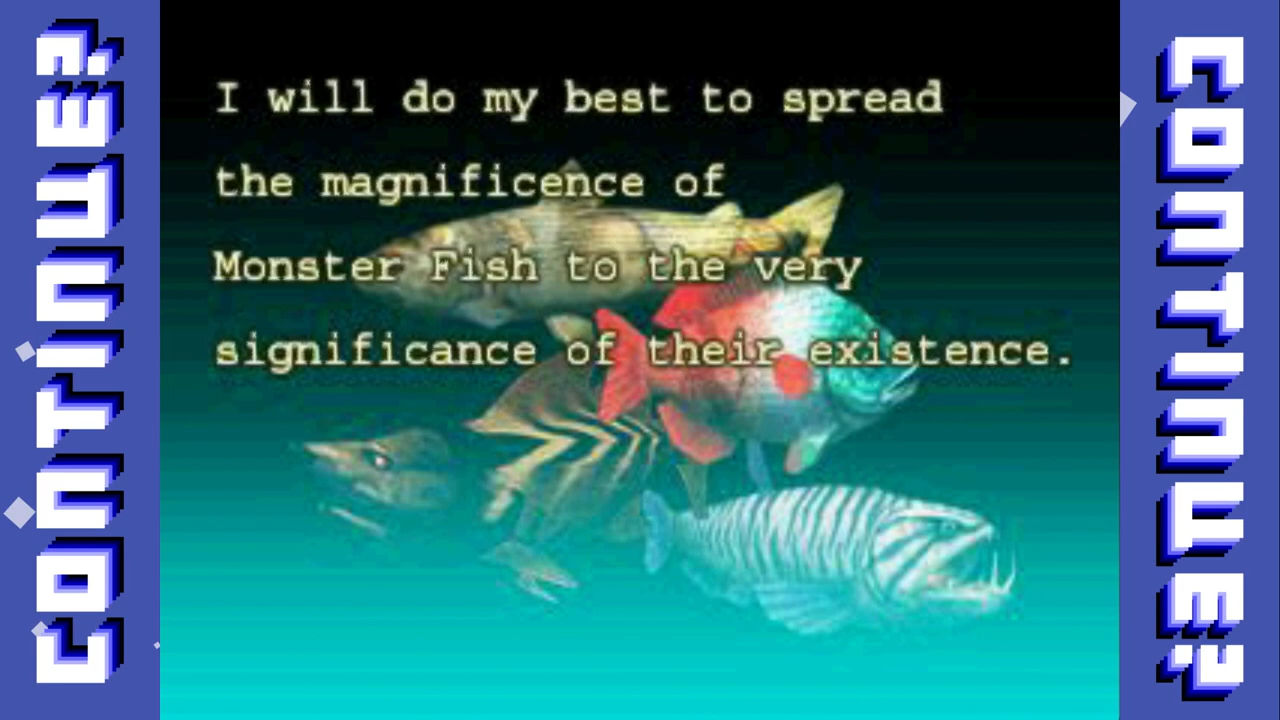 CONTINUE?
I will do my best to spread
the magnificence of
Monster Fish to the very
significance of their existence.
CONTINUE?